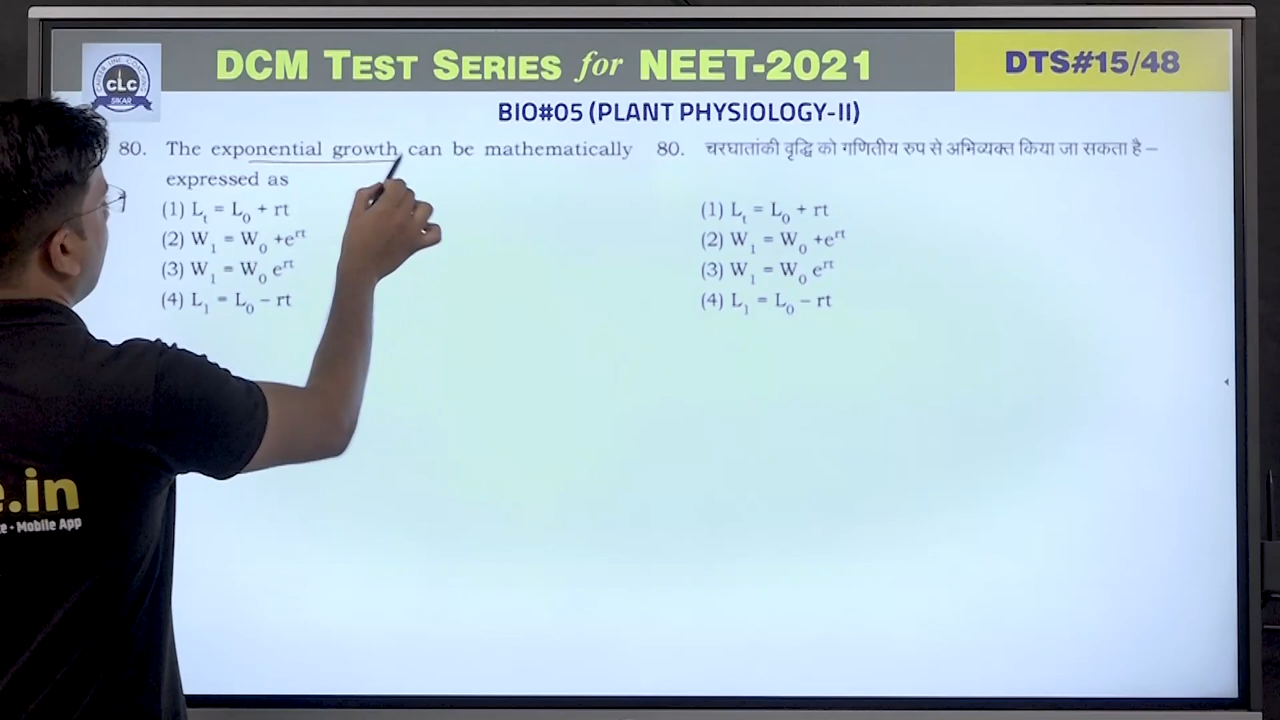 DCM TEST SERIES for NEET-2021
DTS#15/48
CAREER LINE COACHING
CLC
SIKAR
BIO#05 (PLANT PHYSIOLOGY-II)
80. The exponential growth can be mathematically
expressed as
(1) Lt = L0 + rt
(2) W1 = W0 +e^rt
(3) W1 = W0 e^rt
(4) L1 = L0 – rt
80. चरघातांकी वृद्धि को गणितीय रुप से अभिव्यक्त किया जा सकता है –
(1) Lt = L0 + rt
(2) W1 = W0 +e^rt
(3) W1 = W0 e^rt
(4) L1 = L0 – rt
e.in
• Mobile App